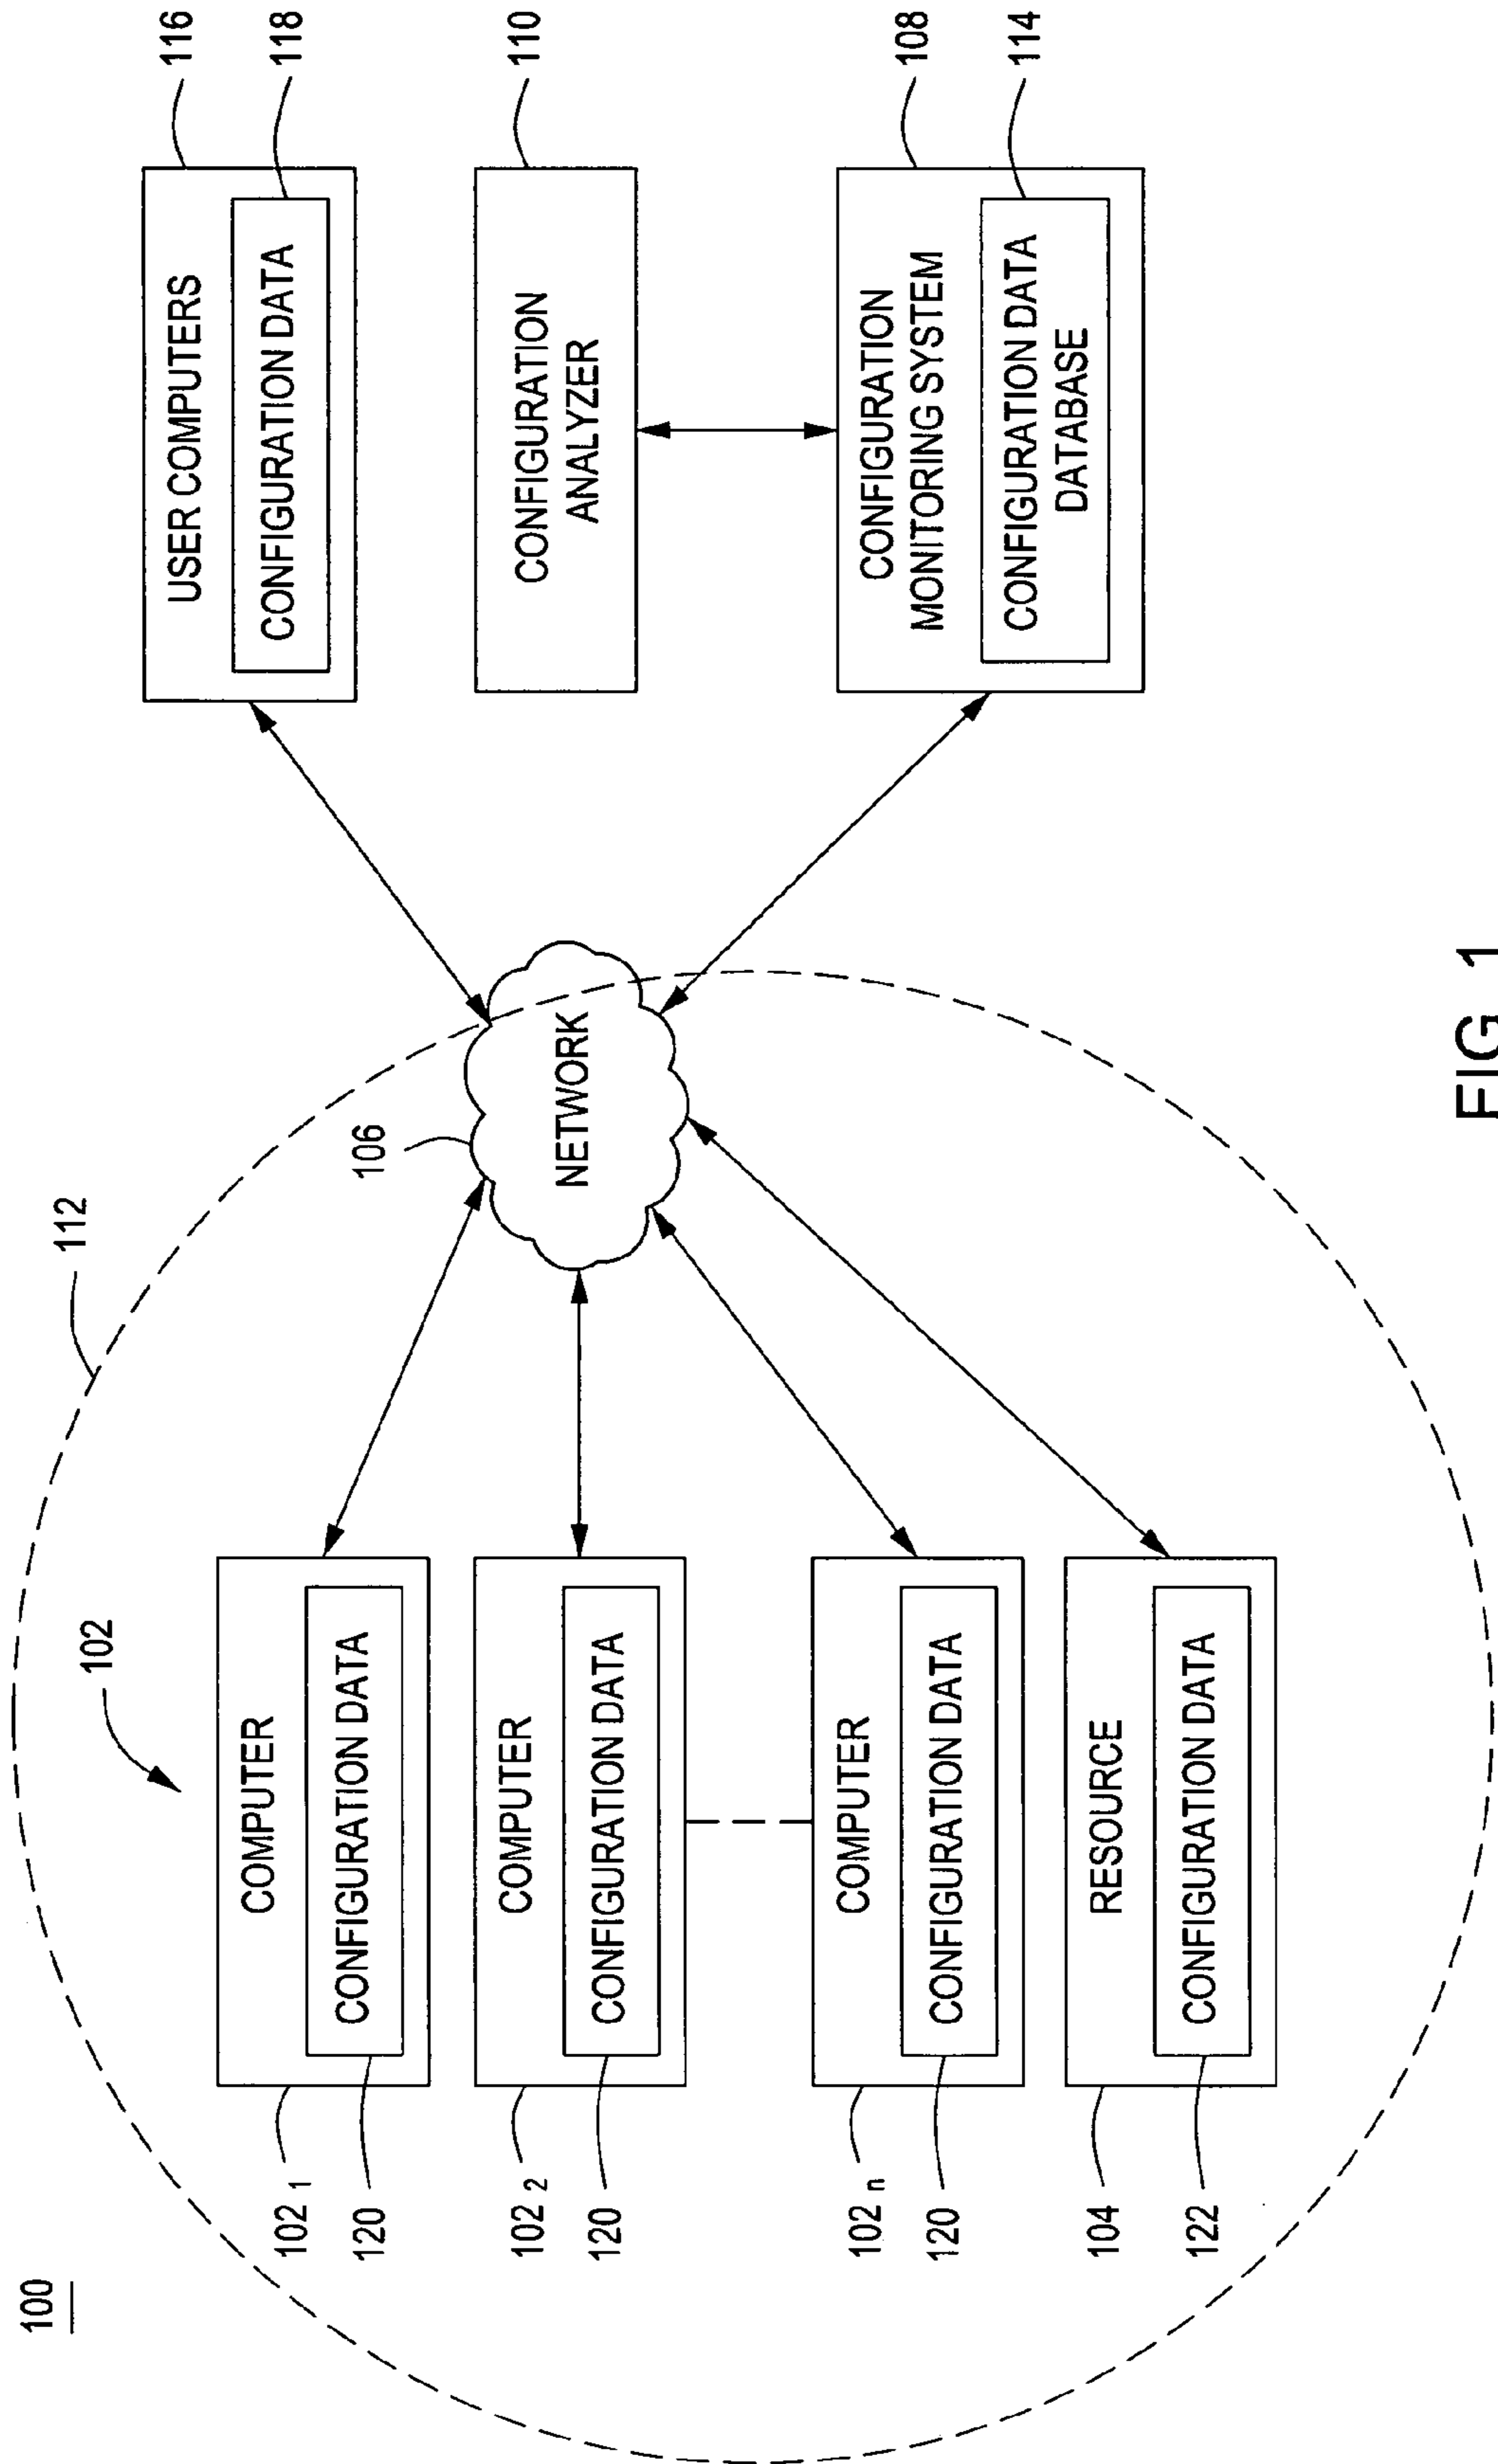 100
112
102
COMPUTER
CONFIGURATION DATA
102 1
120
COMPUTER
CONFIGURATION DATA
102 2
120
COMPUTER
CONFIGURATION DATA
102 n
120
RESOURCE
CONFIGURATION DATA
104
122
106
NETWORK
USER COMPUTERS
CONFIGURATION DATA
116
118
CONFIGURATION
ANALYZER
110
CONFIGURATION
MONITORING SYSTEM
CONFIGURATION DATA
DATABASE
108
114
FIG. 1